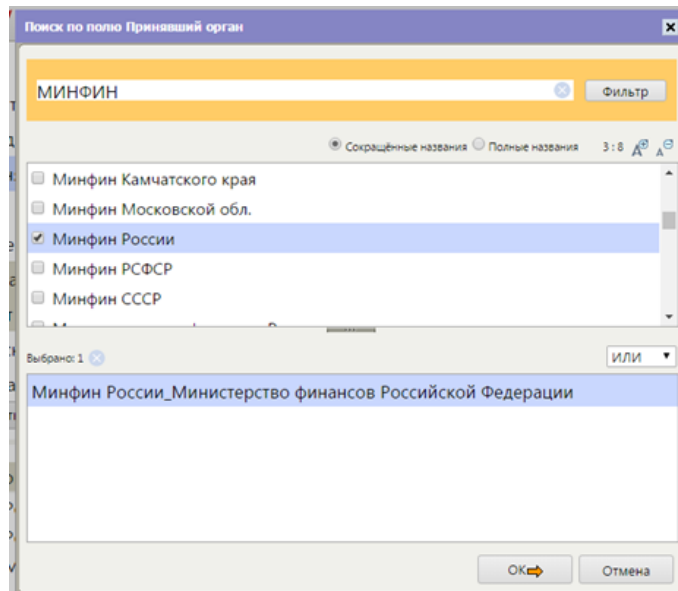 Поиск по полю Принявший орган
МИНФИН
Фильтр
Сокращённые названия Полные названия 3:8 A A
Минфин Камчатского края
Минфин Московской обл.
Минфин России
Минфин РСФСР
Минфин СССР
Выбрано: 1
ИЛИ
Минфин России_Министерство финансов Российской Федерации
ОК
Отмена